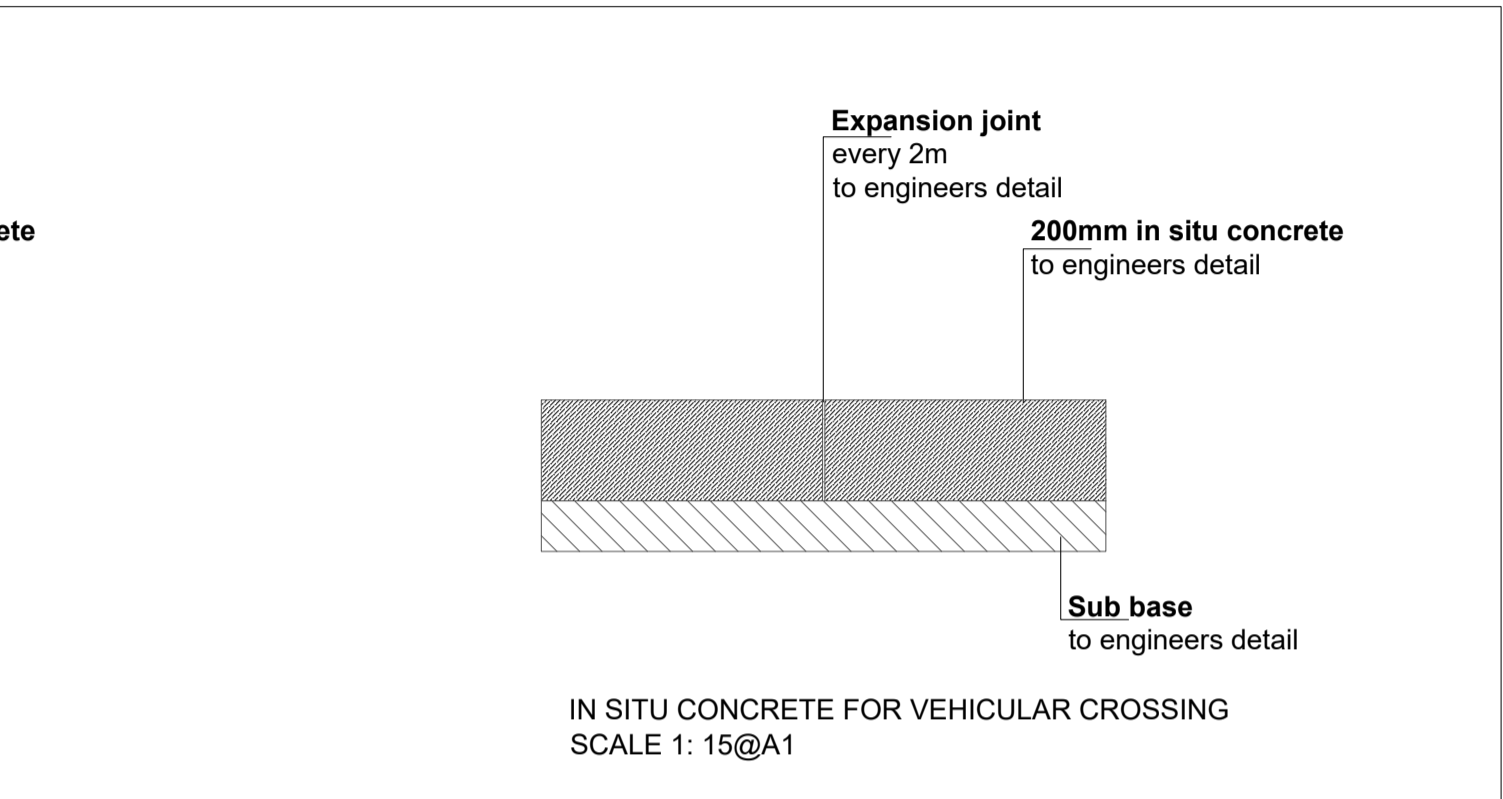 Expansion joint
every 2m
to engineers detail
ete
200mm in situ concrete
to engineers detail
Sub base
to engineers detail
IN SITU CONCRETE FOR VEHICULAR CROSSING
SCALE 1: 15@A1